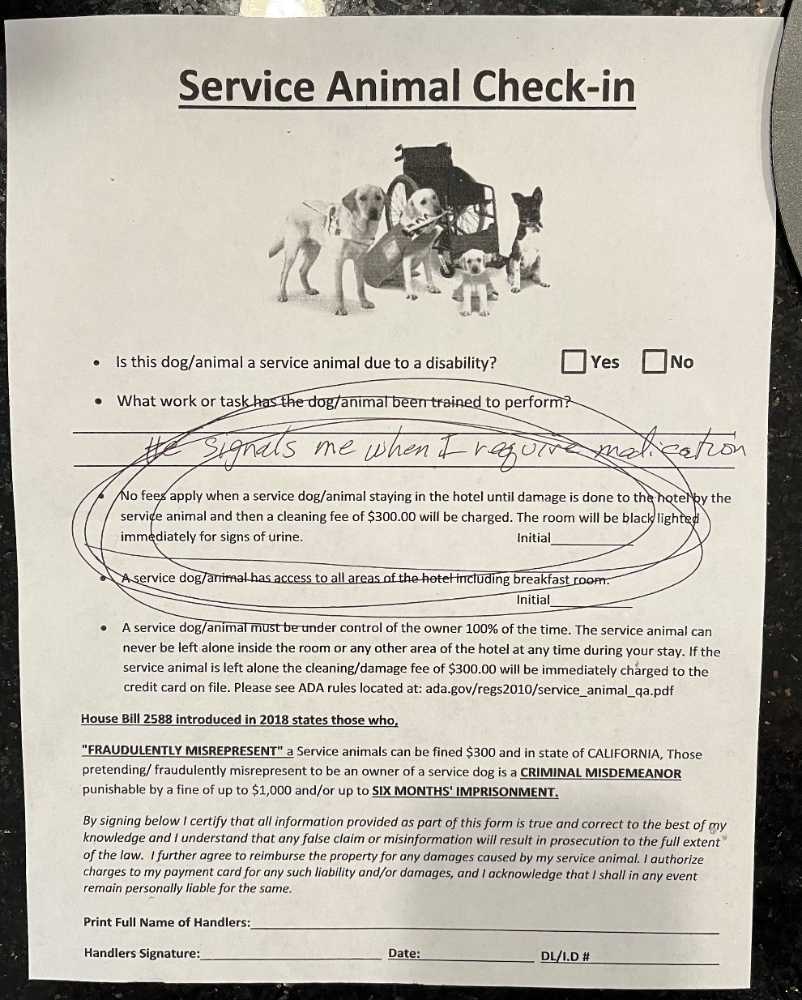 Service Animal Check-in
• Is this dog/animal a service animal due to a disability? Yes No
• What work or task has the dog/animal been trained to perform?
He signals me when I require medication
• No fees apply when a service dog/animal staying in the hotel until damage is done to the hotel by the
service animal and then a cleaning fee of $300.00 will be charged. The room will be black lighted
immediately for signs of urine. Initial
• A service dog/animal has access to all areas of the hotel including breakfast room.
Initial
• A service dog/animal must be under control of the owner 100% of the time. The service animal can
never be left alone inside the room or any other area of the hotel at any time during your stay. If the
service animal is left alone the cleaning/damage fee of $300.00 will be immediately charged to the
credit card on file. Please see ADA rules located at: ada.gov/regs2010/service_animal_qa.pdf
House Bill 2588 introduced in 2018 states those who,
"FRAUDULENTLY MISREPRESENT" a Service animals can be fined $300 and in state of CALIFORNIA, Those
pretending/ fraudulently misrepresent to be an owner of a service dog is a CRIMINAL MISDEMEANOR
punishable by a fine of up to $1,000 and/or up to SIX MONTHS' IMPRISONMENT.
By signing below I certify that all information provided as part of this form is true and correct to the best of my
knowledge and I understand that any false claim or misinformation will result in prosecution to the full extent
of the law. I further agree to reimburse the property for any damages caused by my service animal. I authorize
charges to my payment card for any such liability and/or damages, and I acknowledge that I shall in any event
remain personally liable for the same.
Print Full Name of Handlers:
Handlers Signature: Date: DL/I.D #